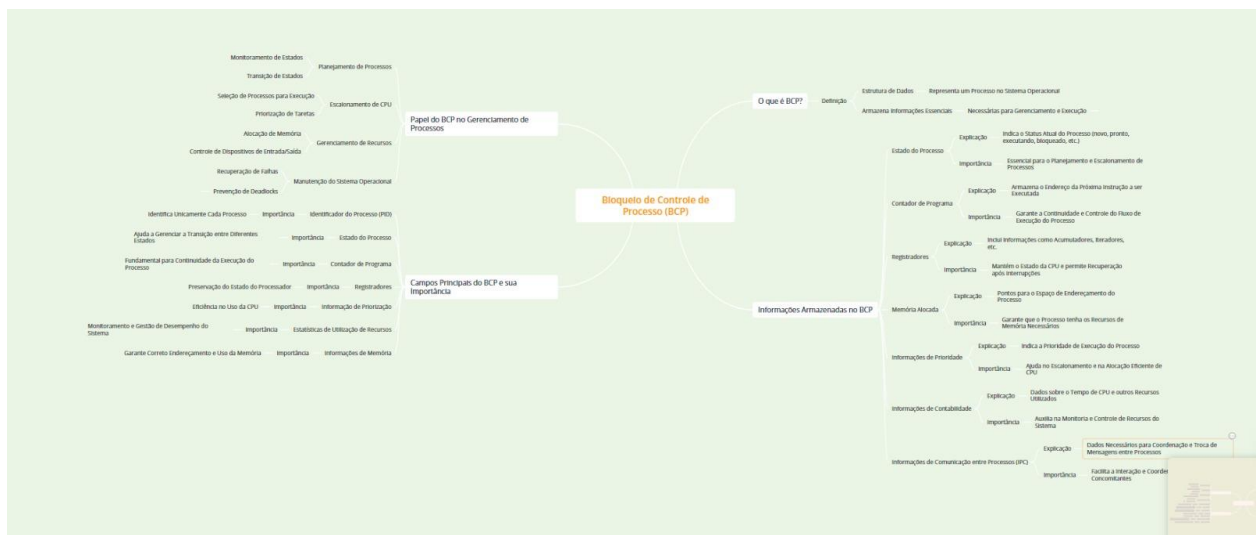 Bloqueio de Controle de
Processo (BCP)
O que é BCP?
Definição
Estrutura de Dados
Representa um Processo no Sistema Operacional
Armazena Informações Essenciais
Necessárias para Gerenciamento e Execução
Informações Armazenadas no BCP
Estado do Processo
Explicação
Indica o Status Atual do Processo (novo, pronto,
executando, bloqueado, etc.)
Importância
Essencial para o Planejamento e Escalonamento de
Processos
Contador de Programa
Explicação
Armazena o Endereço da Próxima Instrução a ser
Executada
Importância
Garante a Continuidade e Controle do Fluxo de
Execução do Processo
Registradores
Explicação
Inclui Informações como Acumuladores, Iteradores,
etc.
Importância
Mantém o Estado da CPU e permite Recuperação
após Interrupções
Memória Alocada
Explicação
Pontos para o Espaço de Endereçamento do
Processo
Importância
Garante que o Processo tenha os Recursos de
Memória Necessários
Informações de Prioridade
Explicação
Indica a Prioridade de Execução do Processo
Importância
Ajuda no Escalonamento e na Alocação Eficiente de
CPU
Informações de Contabilidade
Explicação
Dados sobre o Tempo de CPU e outros Recursos
Utilizados
Importância
Auxilia na Monitoria e Controle de Recursos do
Sistema
Informações de Comunicação entre Processos (IPC)
Explicação
Dados Necessários para Coordenação e Troca de
Mensagens entre Processos
Importância
Facilita a Interação e
Concomitantes
Papel do BCP no Gerenciamento de
Processos
Planejamento de Processos
Monitoramento de Estados
Transição de Estados
Escalonamento de CPU
Seleção de Processos para Execução
Priorização de Tarefas
Gerenciamento de Recursos
Alocação de Memória
Controle de Dispositivos de Entrada/Saída
Manutenção do Sistema Operacional
Recuperação de Falhas
Prevenção de Deadlocks
Campos Principais do BCP e sua
Importância
Identificador do Processo (PID)
Importância
Identifica Unicamente Cada Processo
Estado do Processo
Importância
Ajuda a Gerenciar a Transição entre Diferentes
Estados
Contador de Programa
Importância
Fundamental para Continuidade da Execução do
Processo
Registradores
Importância
Preservação do Estado do Processador
Informação de Priorização
Importância
Eficiência no Uso da CPU
Estatísticas de Utilização de Recursos
Importância
Monitoramento e Gestão de Desempenho do
Sistema
Informações de Memória
Importância
Garante Correto Endereçamento e Uso da Memória